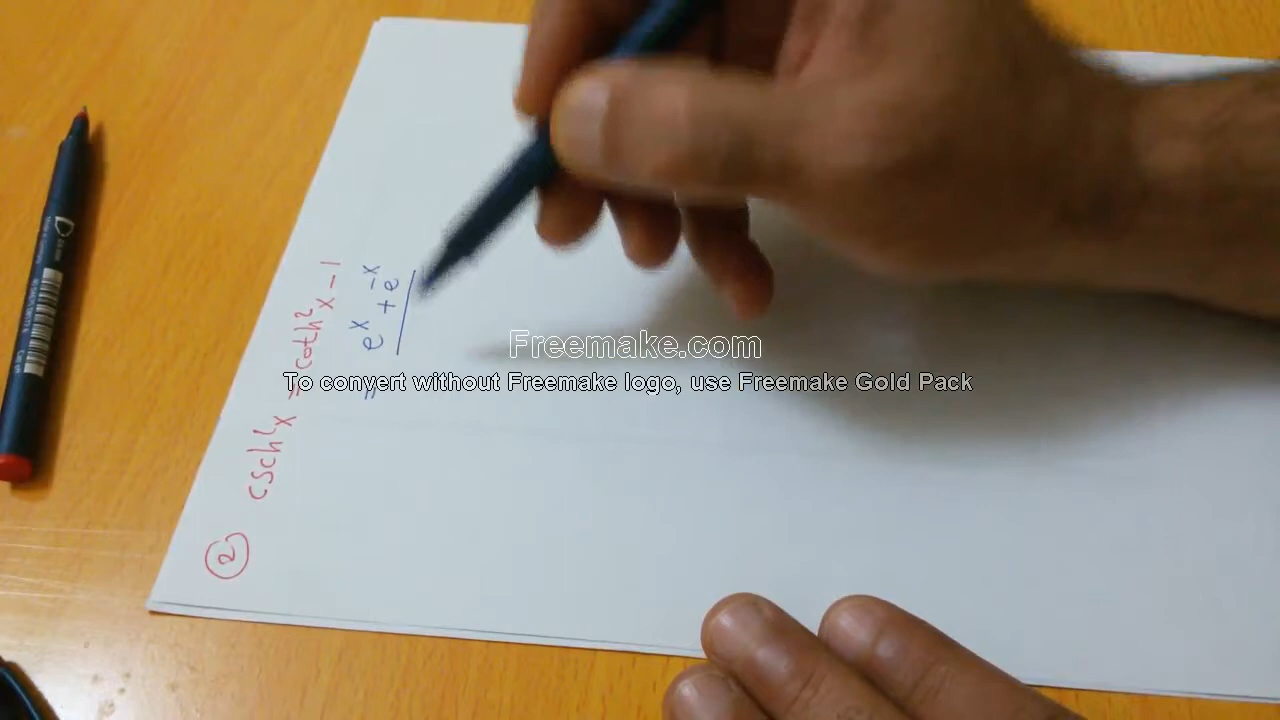 ② csch²x = coth²x - 1
= eˣ + e⁻ˣ
Freemake.com
To convert without Freemake logo, use Freemake Gold Pack